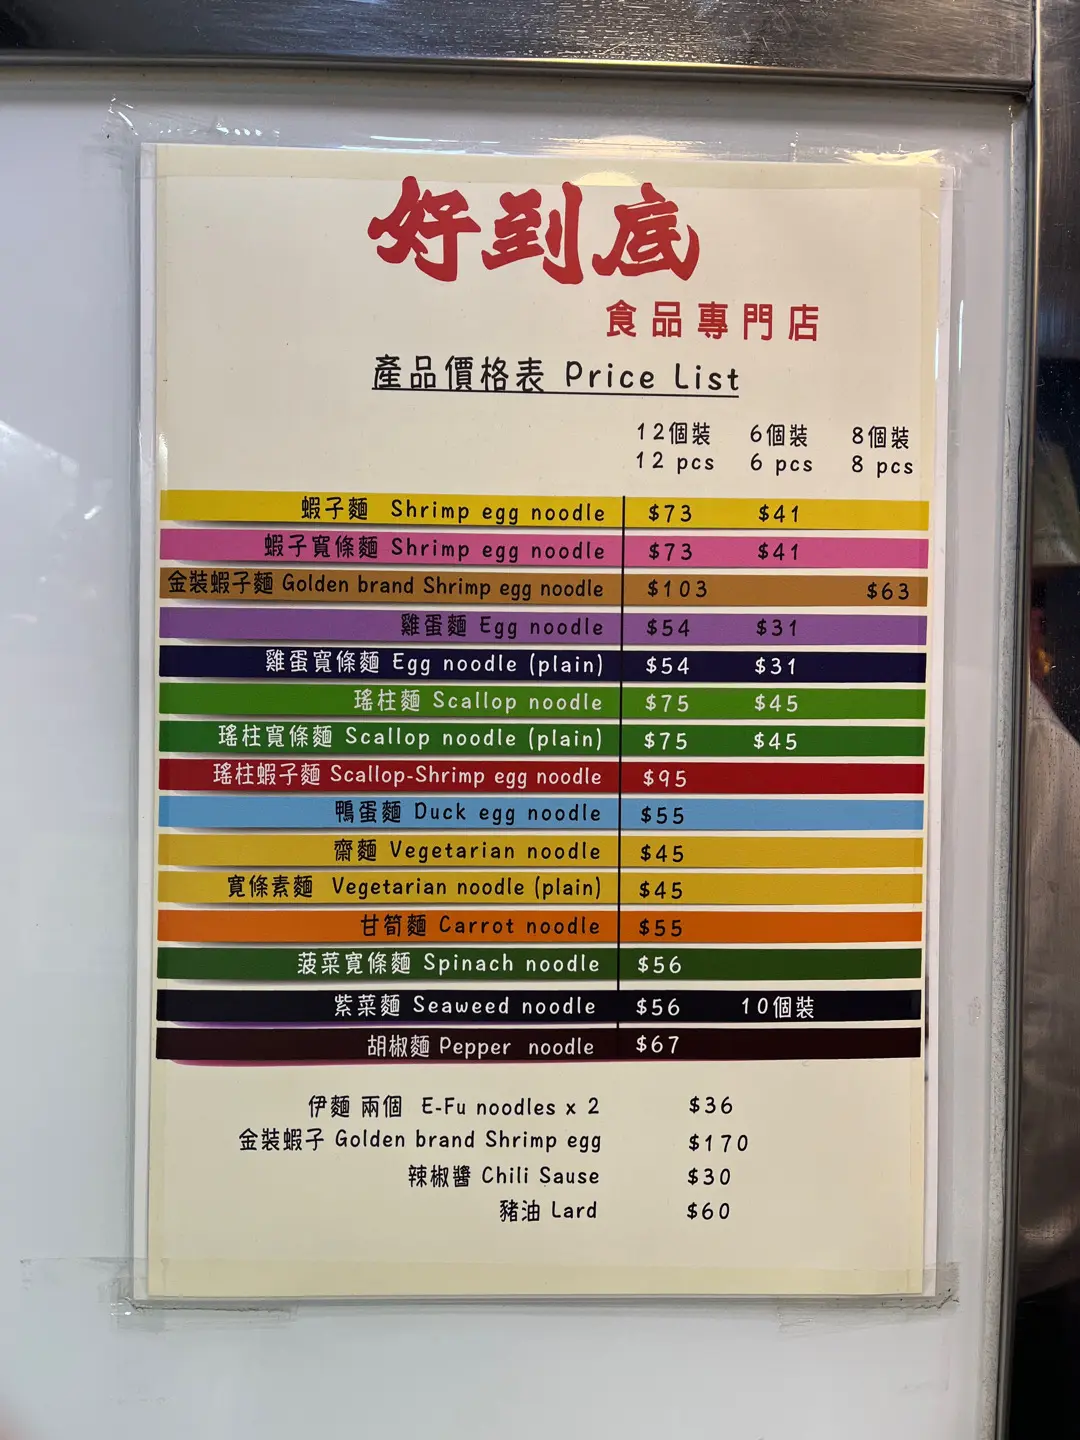 好到底
食品專門店
產品價格表 Price List
12個裝 6個裝 8個裝
12 pcs 6 pcs 8 pcs
蝦子麵 Shrimp egg noodle $73 $41
蝦子寬條麵 Shrimp egg noodle $73 $41
金裝蝦子麵 Golden brand Shrimp egg noodle $103 $63
雞蛋麵 Egg noodle $54 $31
雞蛋寬條麵 Egg noodle (plain) $54 $31
瑤柱麵 Scallop noodle $75 $45
瑤柱寬條麵 Scallop noodle (plain) $75 $45
瑤柱蝦子麵 Scallop-Shrimp egg noodle $95
鴨蛋麵 Duck egg noodle $55
齋麵 Vegetarian noodle $45
寬條素麵 Vegetarian noodle (plain) $45
甘筍麵 Carrot noodle $55
菠菜寬條麵 Spinach noodle $56
紫菜麵 Seaweed noodle $56 10個裝
胡椒麵 Pepper noodle $67
伊麵 兩個 E-Fu noodles x 2 $36
金裝蝦子 Golden brand Shrimp egg $170
辣椒醬 Chili Sause $30
豬油 Lard $60